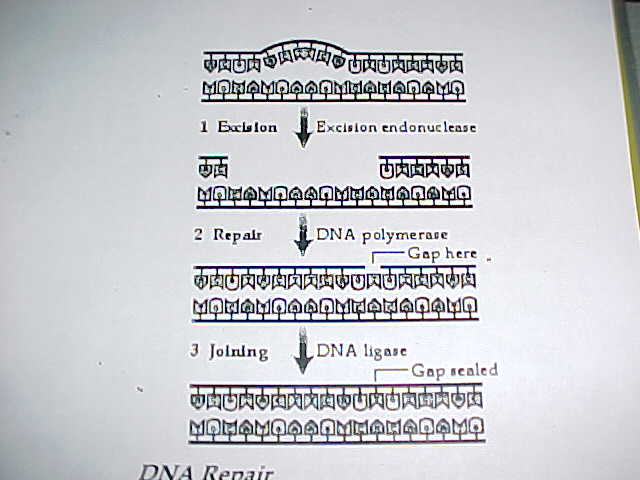 1 Excision Excision endonuclease
2 Repair DNA polymerase
Gap here
3 Joining DNA ligase
Gap sealed
DNA Repair